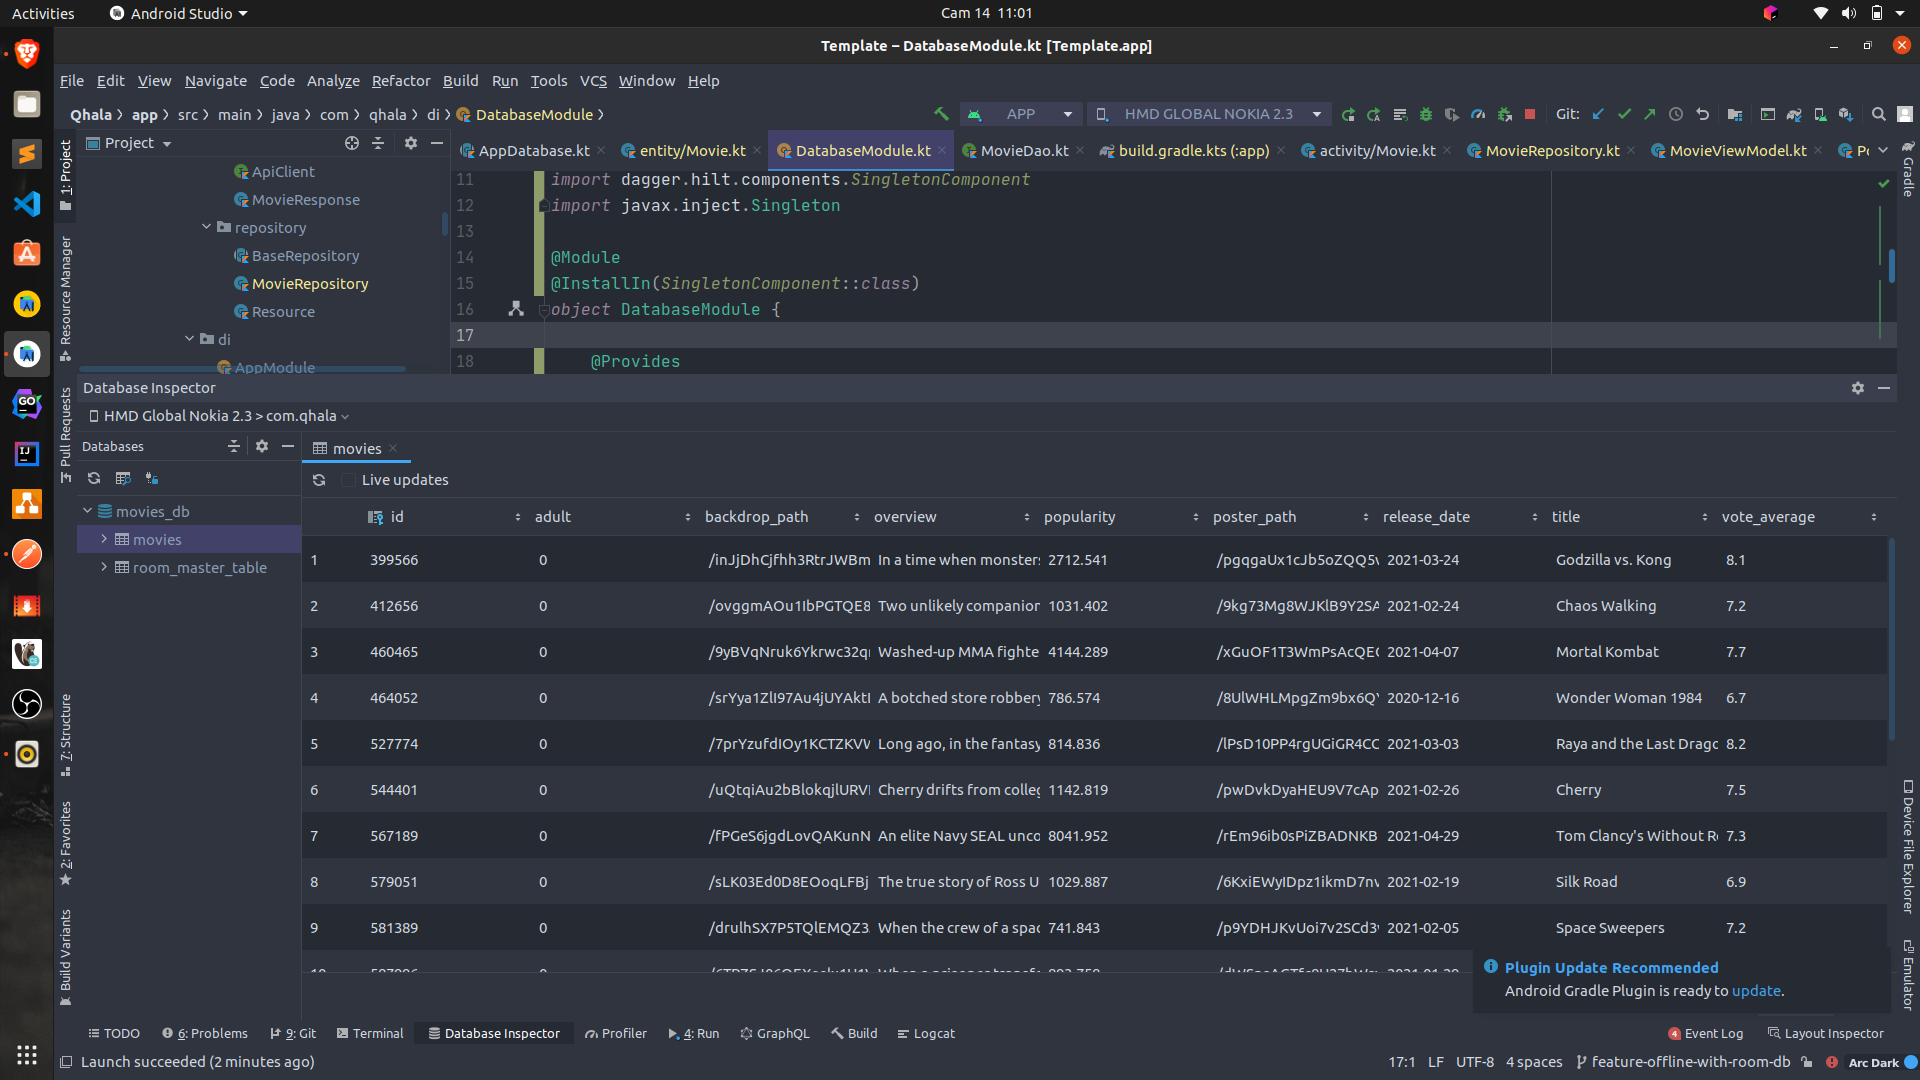 Activities
Android Studio
Cam 14 11:01
Template – DatabaseModule.kt [Template.app]
File Edit View Navigate Code Analyze Refactor Build Run Tools VCS Window Help
Qhala app src main java com qhala di DatabaseModule
APP
HMD GLOBAL NOKIA 2.3
Git:
Project
AppDatabase.kt entity/Movie.kt DatabaseModule.kt MovieDao.kt build.gradle.kts (:app) activity/Movie.kt MovieRepository.kt MovieViewModel.kt
1: Project
Resource Manager
Pull Requests
7: Structure
2: Favorites
Build Variants
Gradle
Device File Explorer
Emulator
ApiClient
MovieResponse
repository
BaseRepository
MovieRepository
Resource
di
AppModule
11 import dagger.hilt.components.SingletonComponent
12 import javax.inject.Singleton
13
14 @Module
15 @InstallIn(SingletonComponent::class)
16 object DatabaseModule {
17
18 @Provides
Database Inspector
HMD Global Nokia 2.3 > com.qhala
Databases
movies
Live updates
movies_db
movies
room_master_table
id adult backdrop_path overview popularity poster_path release_date title vote_average
1 399566 0 /inJjDhCjfhh3RtrJWBm In a time when monsters 2712.541 /pgqgaUx1cJb5oZQQ5v 2021-03-24 Godzilla vs. Kong 8.1
2 412656 0 /ovggmAOu1IbPGTQE8 Two unlikely companion 1031.402 /9kg73Mg8WJKlB9Y2SA 2021-02-24 Chaos Walking 7.2
3 460465 0 /9yBVqNruk6Ykrwc32q Washed-up MMA fighte 4144.289 /xGuOF1T3WmPsAcQE 2021-04-07 Mortal Kombat 7.7
4 464052 0 /srYya1ZlI97Au4jUYAkt A botched store robbery 786.574 /8UlWHLMpgZm9bx6QY 2020-12-16 Wonder Woman 1984 6.7
5 527774 0 /7prYzufdIOy1KCTZKVW Long ago, in the fantasy 814.836 /lPsD10PP4rgUGiGR4CC 2021-03-03 Raya and the Last Drago 8.2
6 544401 0 /uQtqiAu2bBlokqjlURV Cherry drifts from colleg 1142.819 /pwDvkDyaHEU9V7cAp 2021-02-26 Cherry 7.5
7 567189 0 /fPGeS6jgdLovQAKunN An elite Navy SEAL unco 8041.952 /rEm96ib0sPiZBADNKB 2021-04-29 Tom Clancy's Without Re 7.3
8 579051 0 /sLK03Ed0D8EOoqLFBj The true story of Ross U 1029.887 /6KxiEWyIDpz1ikmD7nv 2021-02-19 Silk Road 6.9
9 581389 0 /drulhSX7P5TQlEMQZ3 When the crew of a spac 741.843 /p9YDHJKvUoi7v2SCd3 2021-02-05 Space Sweepers 7.2
Plugin Update Recommended
Android Gradle Plugin is ready to update.
TODO 6: Problems 9: Git Terminal Database Inspector Profiler 4: Run GraphQL Build Logcat
4 Event Log Layout Inspector
Launch succeeded (2 minutes ago)
17:1 LF UTF-8 4 spaces feature-offline-with-room-db Arc Dark